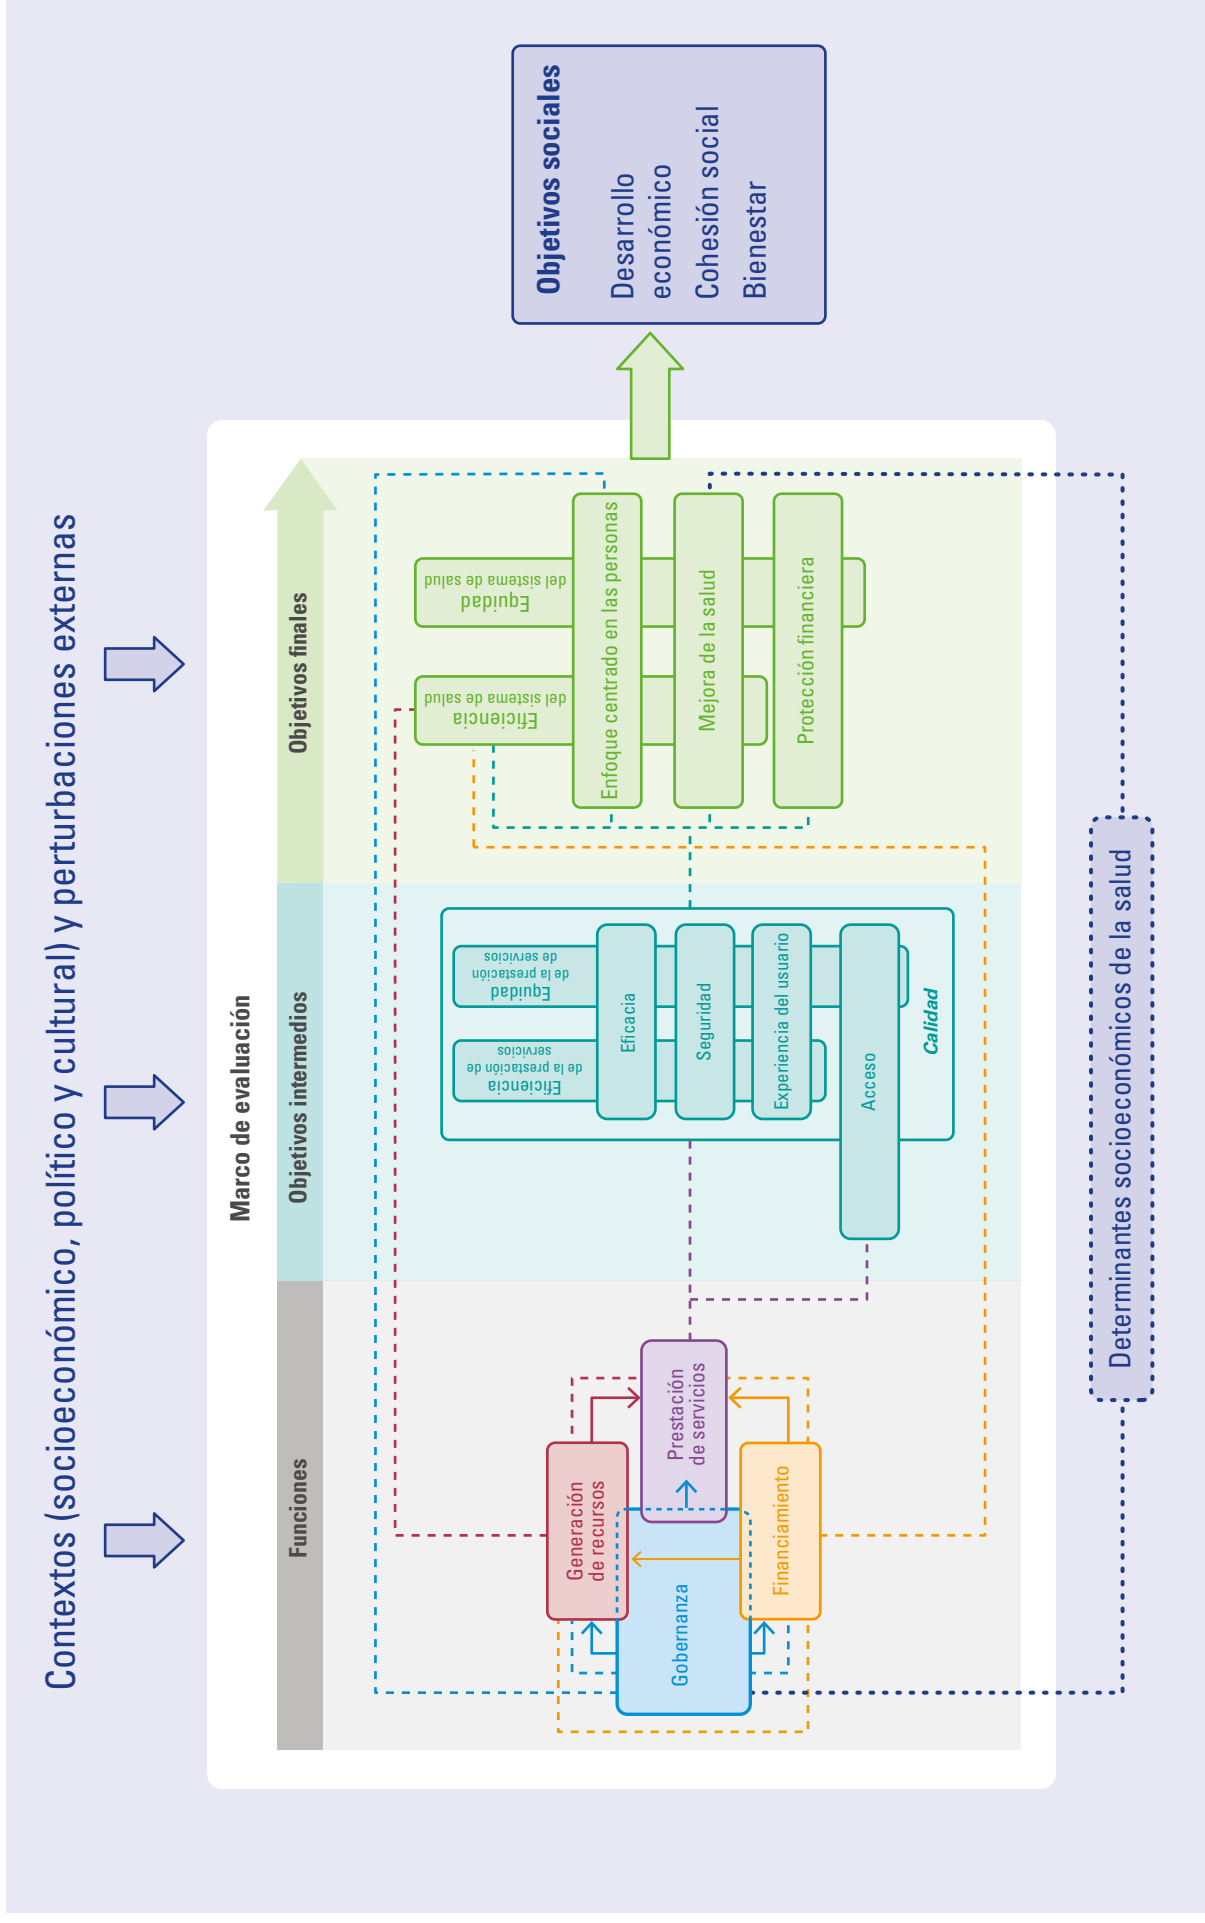 Contextos (socioeconómico, político y cultural) y perturbaciones externas
Marco de evaluación
Funciones
Objetivos intermedios
Objetivos finales
Generación
de recursos
Gobernanza
Prestación
de servicios
Financiamiento
Eficiencia
de la prestación de
servicios
Equidad
de la prestación
de servicios
Eficacia
Seguridad
Experiencia del usuario
Acceso
Calidad
Eficiencia
del sistema de salud
Equidad
del sistema de salud
Enfoque centrado en las personas
Mejora de la salud
Protección financiera
Objetivos sociales
Desarrollo
económico
Cohesión social
Bienestar
Determinantes socioeconómicos de la salud